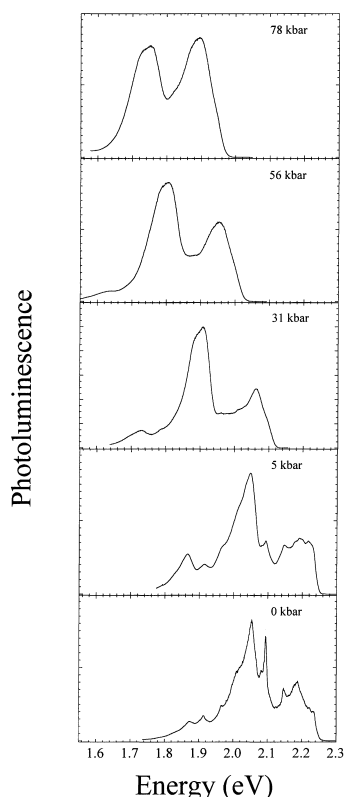 78 kbar
56 kbar
31 kbar
5 kbar
0 kbar
Photoluminescence
1.6 1.7 1.8 1.9 2.0 2.1 2.2 2.3
Energy (eV)